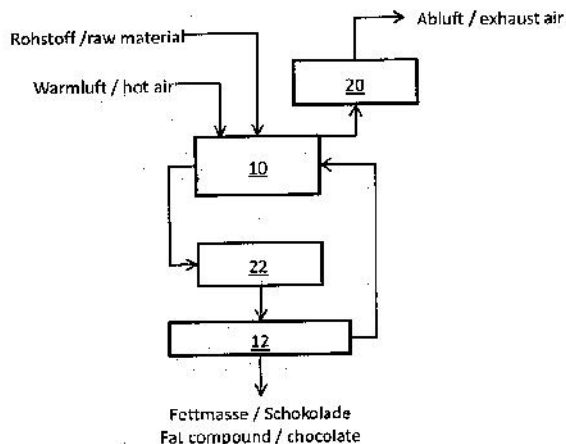 Abluft / exhaust air
Rohstoff /raw material
Warmluft / hot air
20
10
22
12
Fettmasse / Schokolade
Fat compound / chocolate